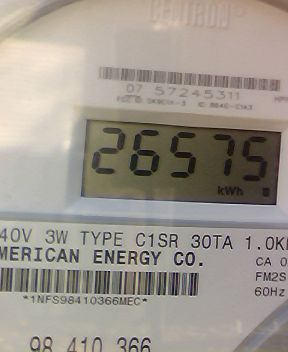 CENTRON®
07 57245311
26575
kWh
40V 3W TYPE C1SR 30TA 1.0K
MERICAN ENERGY CO.
CA 0
FM2S
60Hz
*1NFS98410366MEC*
98 410 366